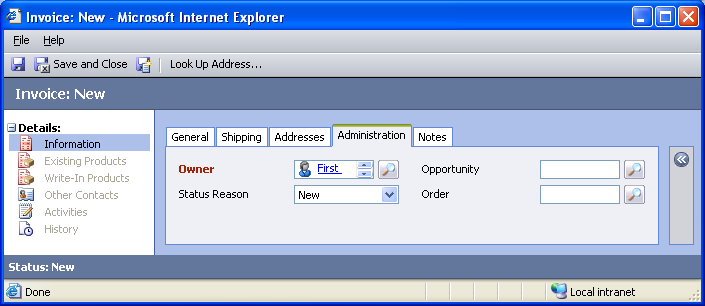 Invoice: New - Microsoft Internet Explorer
File Help
Save and Close Look Up Address...
Invoice: New
Details:
Information
Existing Products
Write-In Products
Other Contacts
Activities
History
General Shipping Addresses Administration Notes
Owner First Opportunity
Status Reason New Order
Status: New
Done Local intranet